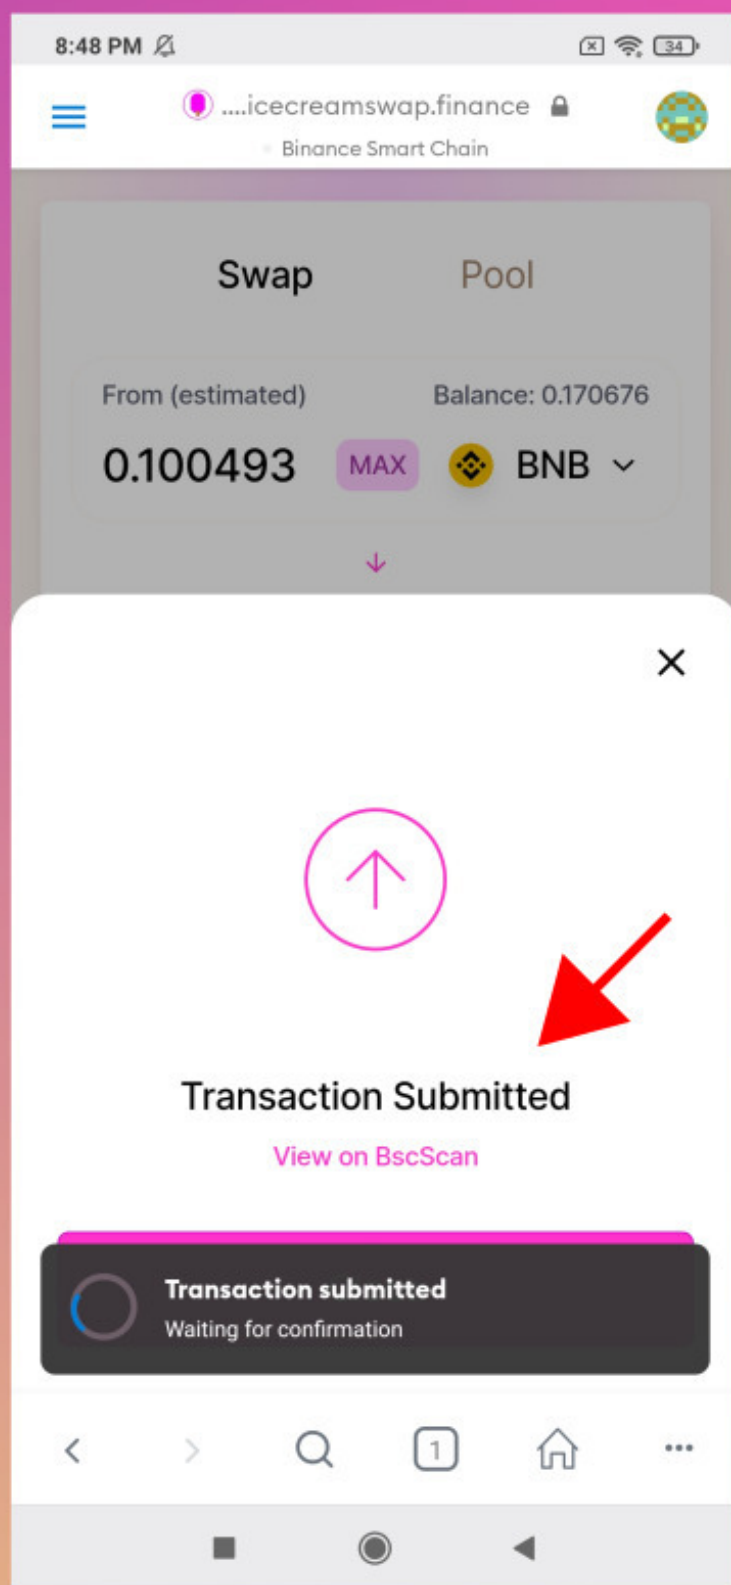 8:48 PM
34
....icecreamswap.finance
Binance Smart Chain
Swap Pool
From (estimated) Balance: 0.170676
0.100493 MAX BNB
Transaction Submitted
View on BscScan
Transaction submitted
Waiting for confirmation
1